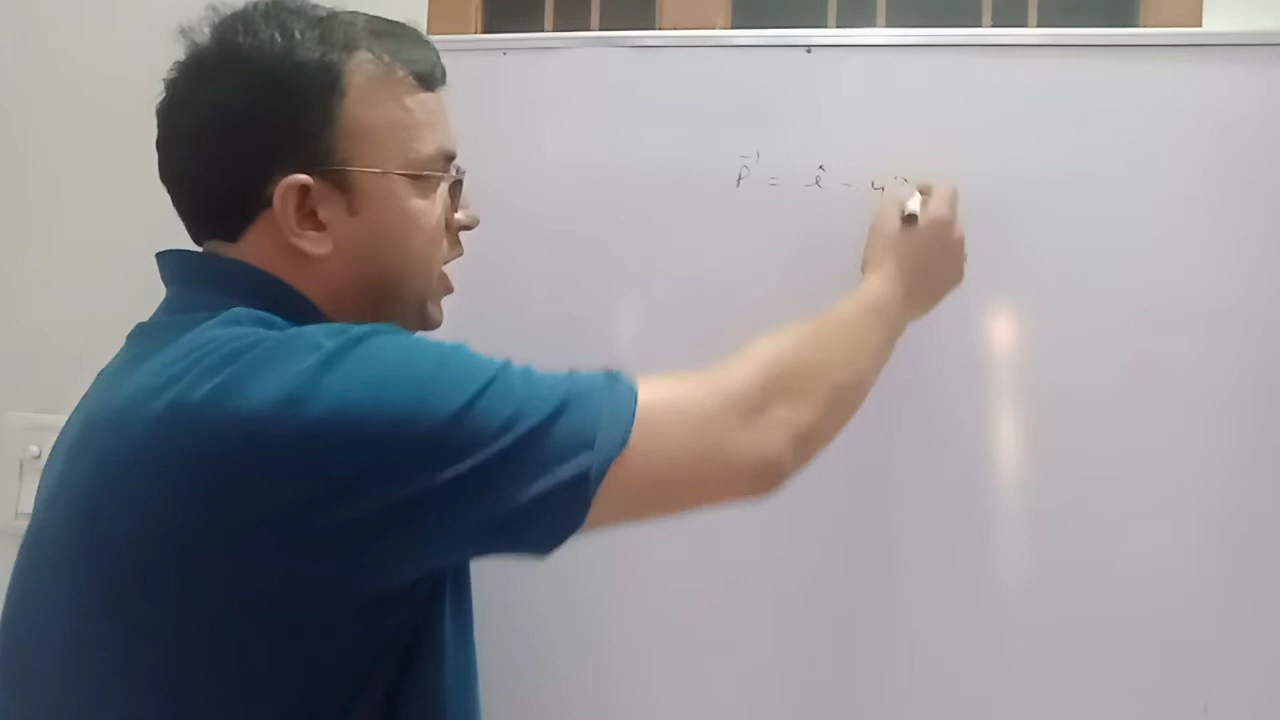 P⃗ = î - 4